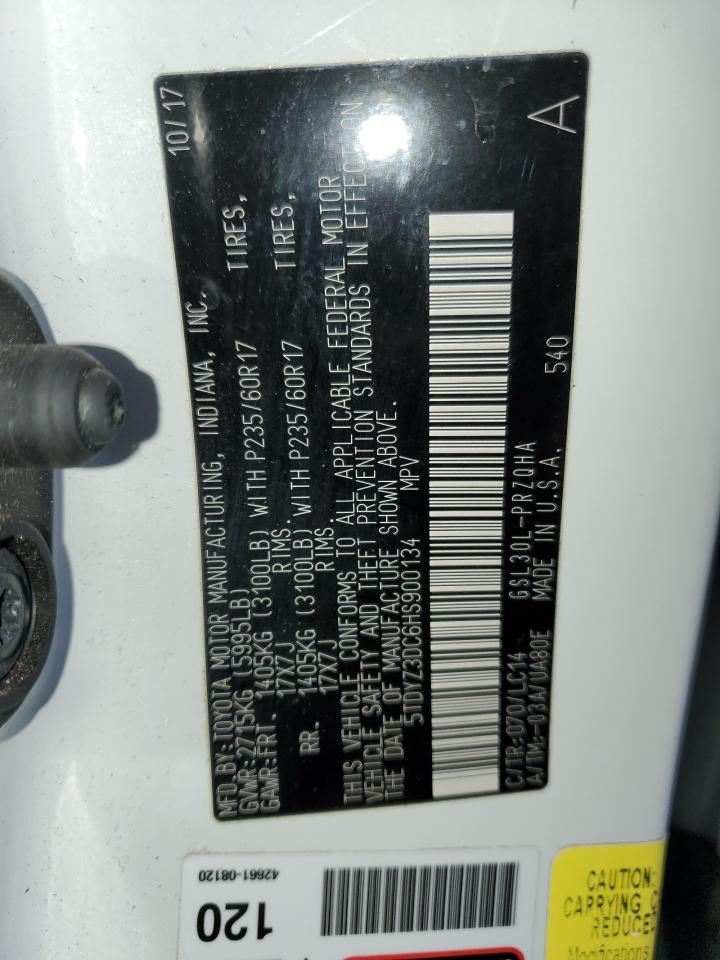 MFD. BY: TOYOTA MOTOR MANUFACTURING, INDIANA, INC. 10/17
GVWR: 2715KG (5995LB)
GAWR: FRT. 1405KG (3100LB) WITH P235/60R17 TIRES,
17X7J RIMS.
RR. 1405KG (3100LB) WITH P235/60R17 TIRES,
17X7J RIMS.
THIS VEHICLE CONFORMS TO ALL APPLICABLE FEDERAL MOTOR
VEHICLE SAFETY AND THEFT PREVENTION STANDARDS IN EFFECT ON
THE DATE OF MANUFACTURE SHOWN ABOVE.
5TDYZ3DC6HS900134 MPV
C/TR: 070/LC14 GSL30L-PRZQHA 540 A
A/TM: -03A/UA80E MADE IN U.S.A.
42661-08120
120
CAUTION:
CARRYING
REDUCED
Modifications